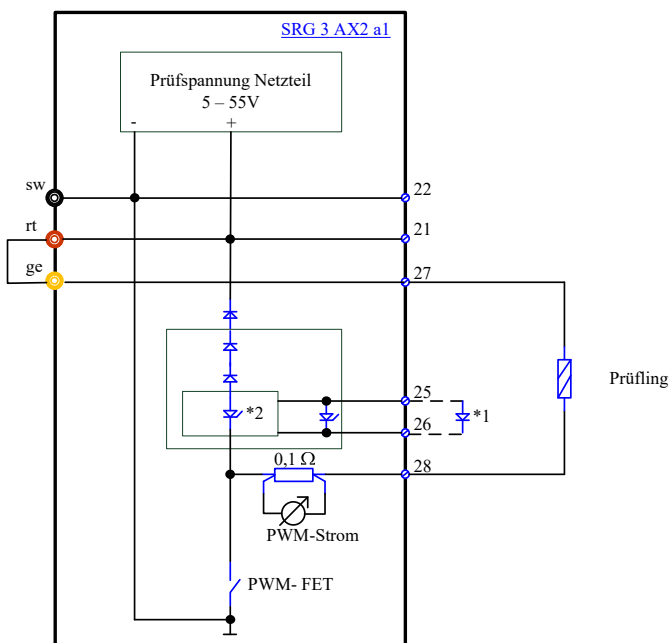 SRG 3 AX2 a1
Prüfspannung Netzteil
5 – 55V
- +
sw
22
rt
21
ge
27
25
*2
*1
Prüfling
26
0,1 Ω
28
PWM-Strom
PWM- FET